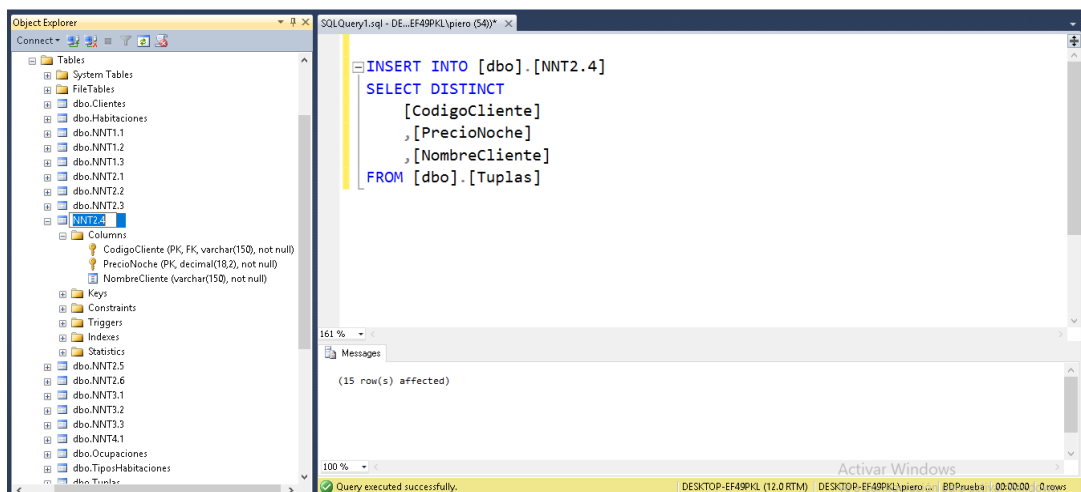 Object Explorer
Connect
Tables
System Tables
FileTables
dbo.Clientes
dbo.Habitaciones
dbo.NNT1.1
dbo.NNT1.2
dbo.NNT1.3
dbo.NNT2.1
dbo.NNT2.2
dbo.NNT2.3
NNT2.4
Columns
CodigoCliente (PK, FK, varchar(150), not null)
PrecioNoche (PK, decimal(18,2), not null)
NombreCliente (varchar(150), not null)
Keys
Constraints
Triggers
Indexes
Statistics
dbo.NNT2.5
dbo.NNT2.6
dbo.NNT3.1
dbo.NNT3.2
dbo.NNT3.3
dbo.NNT4.1
dbo.Ocupaciones
dbo.TiposHabitaciones
dbo.Tuplas
SQLQuery1.sql - DE...EF49PKL\piero (54))*
INSERT INTO [dbo].[NNT2.4]
SELECT DISTINCT
[CodigoCliente]
,[PrecioNoche]
,[NombreCliente]
FROM [dbo].[Tuplas]
161 %
Messages
(15 row(s) affected)
100 %
Activar Windows
Query executed successfully.
DESKTOP-EF49PKL (12.0 RTM)
DESKTOP-EF49PKL\piero ...
BDPrueba
00:00:00
0 rows